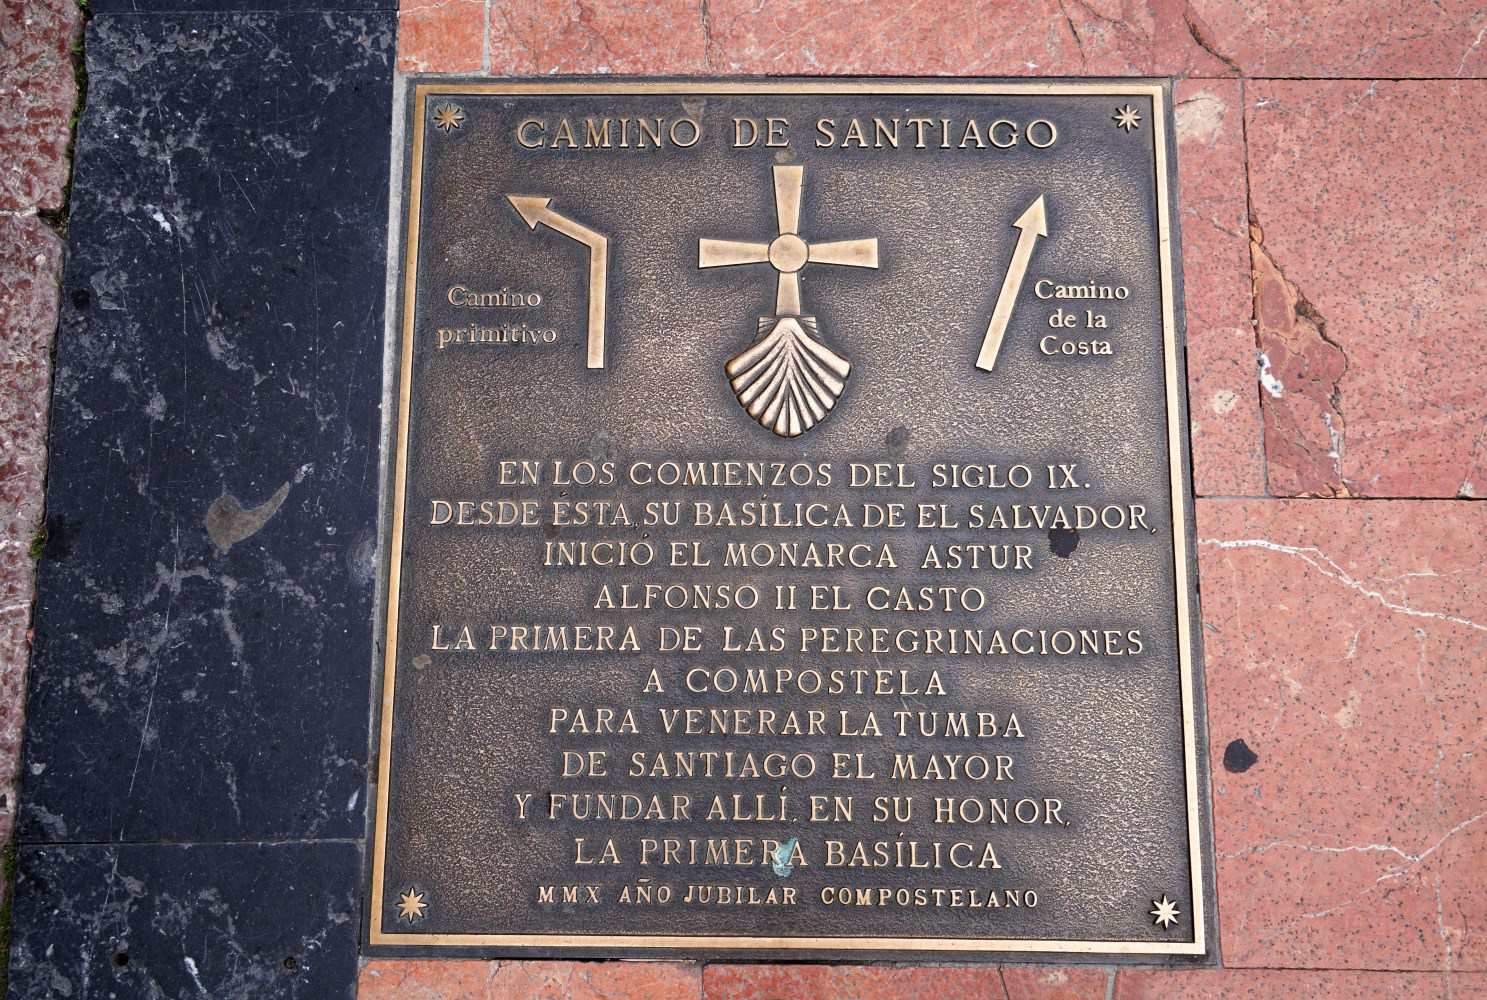 CAMINO DE SANTIAGO
Camino
primitivo
Camino
de la
Costa
EN LOS COMIENZOS DEL SIGLO IX.
DESDE ÉSTA, SU BASÍLICA DE EL SALVADOR,
INICIÓ EL MONARCA ASTUR
ALFONSO II EL CASTO
LA PRIMERA DE LAS PEREGRINACIONES
A COMPOSTELA
PARA VENERAR LA TUMBA
DE SANTIAGO EL MAYOR
Y FUNDAR ALLÍ, EN SU HONOR,
LA PRIMERA BASÍLICA
MMX AÑO JUBILAR COMPOSTELANO